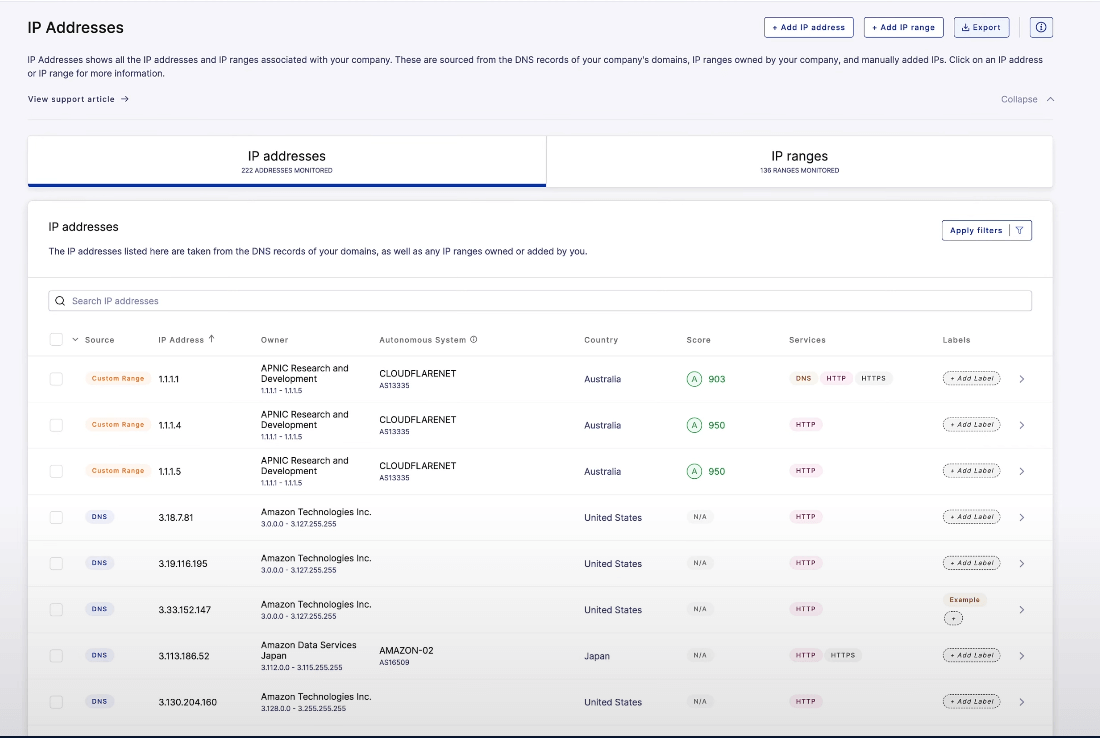 IP Addresses
+ Add IP address
+ Add IP range
Export
IP Addresses shows all the IP addresses and IP ranges associated with your company. These are sourced from the DNS records of your company's domains, IP ranges owned by your company, and manually added IPs. Click on an IP address
or IP range for more information.
View support article →
Collapse
IP addresses
222 ADDRESSES MONITORED
IP ranges
136 RANGES MONITORED
IP addresses
Apply filters
The IP addresses listed here are taken from the DNS records of your domains, as well as any IP ranges owned or added by you.
Search IP addresses
Source IP Address ↑ Owner Autonomous System Country Score Services Labels
Custom Range 1.1.1.1 APNIC Research and Development 1.1.1.1 - 1.1.1.5 CLOUDFLARENET AS13335 Australia A 903 DNS HTTP HTTPS + Add Label
Custom Range 1.1.1.4 APNIC Research and Development 1.1.1.1 - 1.1.1.5 CLOUDFLARENET AS13335 Australia A 950 HTTP + Add Label
Custom Range 1.1.1.5 APNIC Research and Development 1.1.1.1 - 1.1.1.5 CLOUDFLARENET AS13335 Australia A 950 HTTP + Add Label
DNS 3.18.7.81 Amazon Technologies Inc. 3.0.0.0 - 3.127.255.255 United States N/A HTTP + Add Label
DNS 3.19.116.195 Amazon Technologies Inc. 3.0.0.0 - 3.127.255.255 United States N/A HTTP + Add Label
DNS 3.33.152.147 Amazon Technologies Inc. 3.0.0.0 - 3.127.255.255 United States N/A HTTP Example +
DNS 3.113.186.52 Amazon Data Services Japan 3.112.0.0 - 3.115.255.255 AMAZON-02 AS16509 Japan N/A HTTP HTTPS + Add Label
DNS 3.130.204.160 Amazon Technologies Inc. 3.128.0.0 - 3.255.255.255 United States N/A HTTP + Add Label